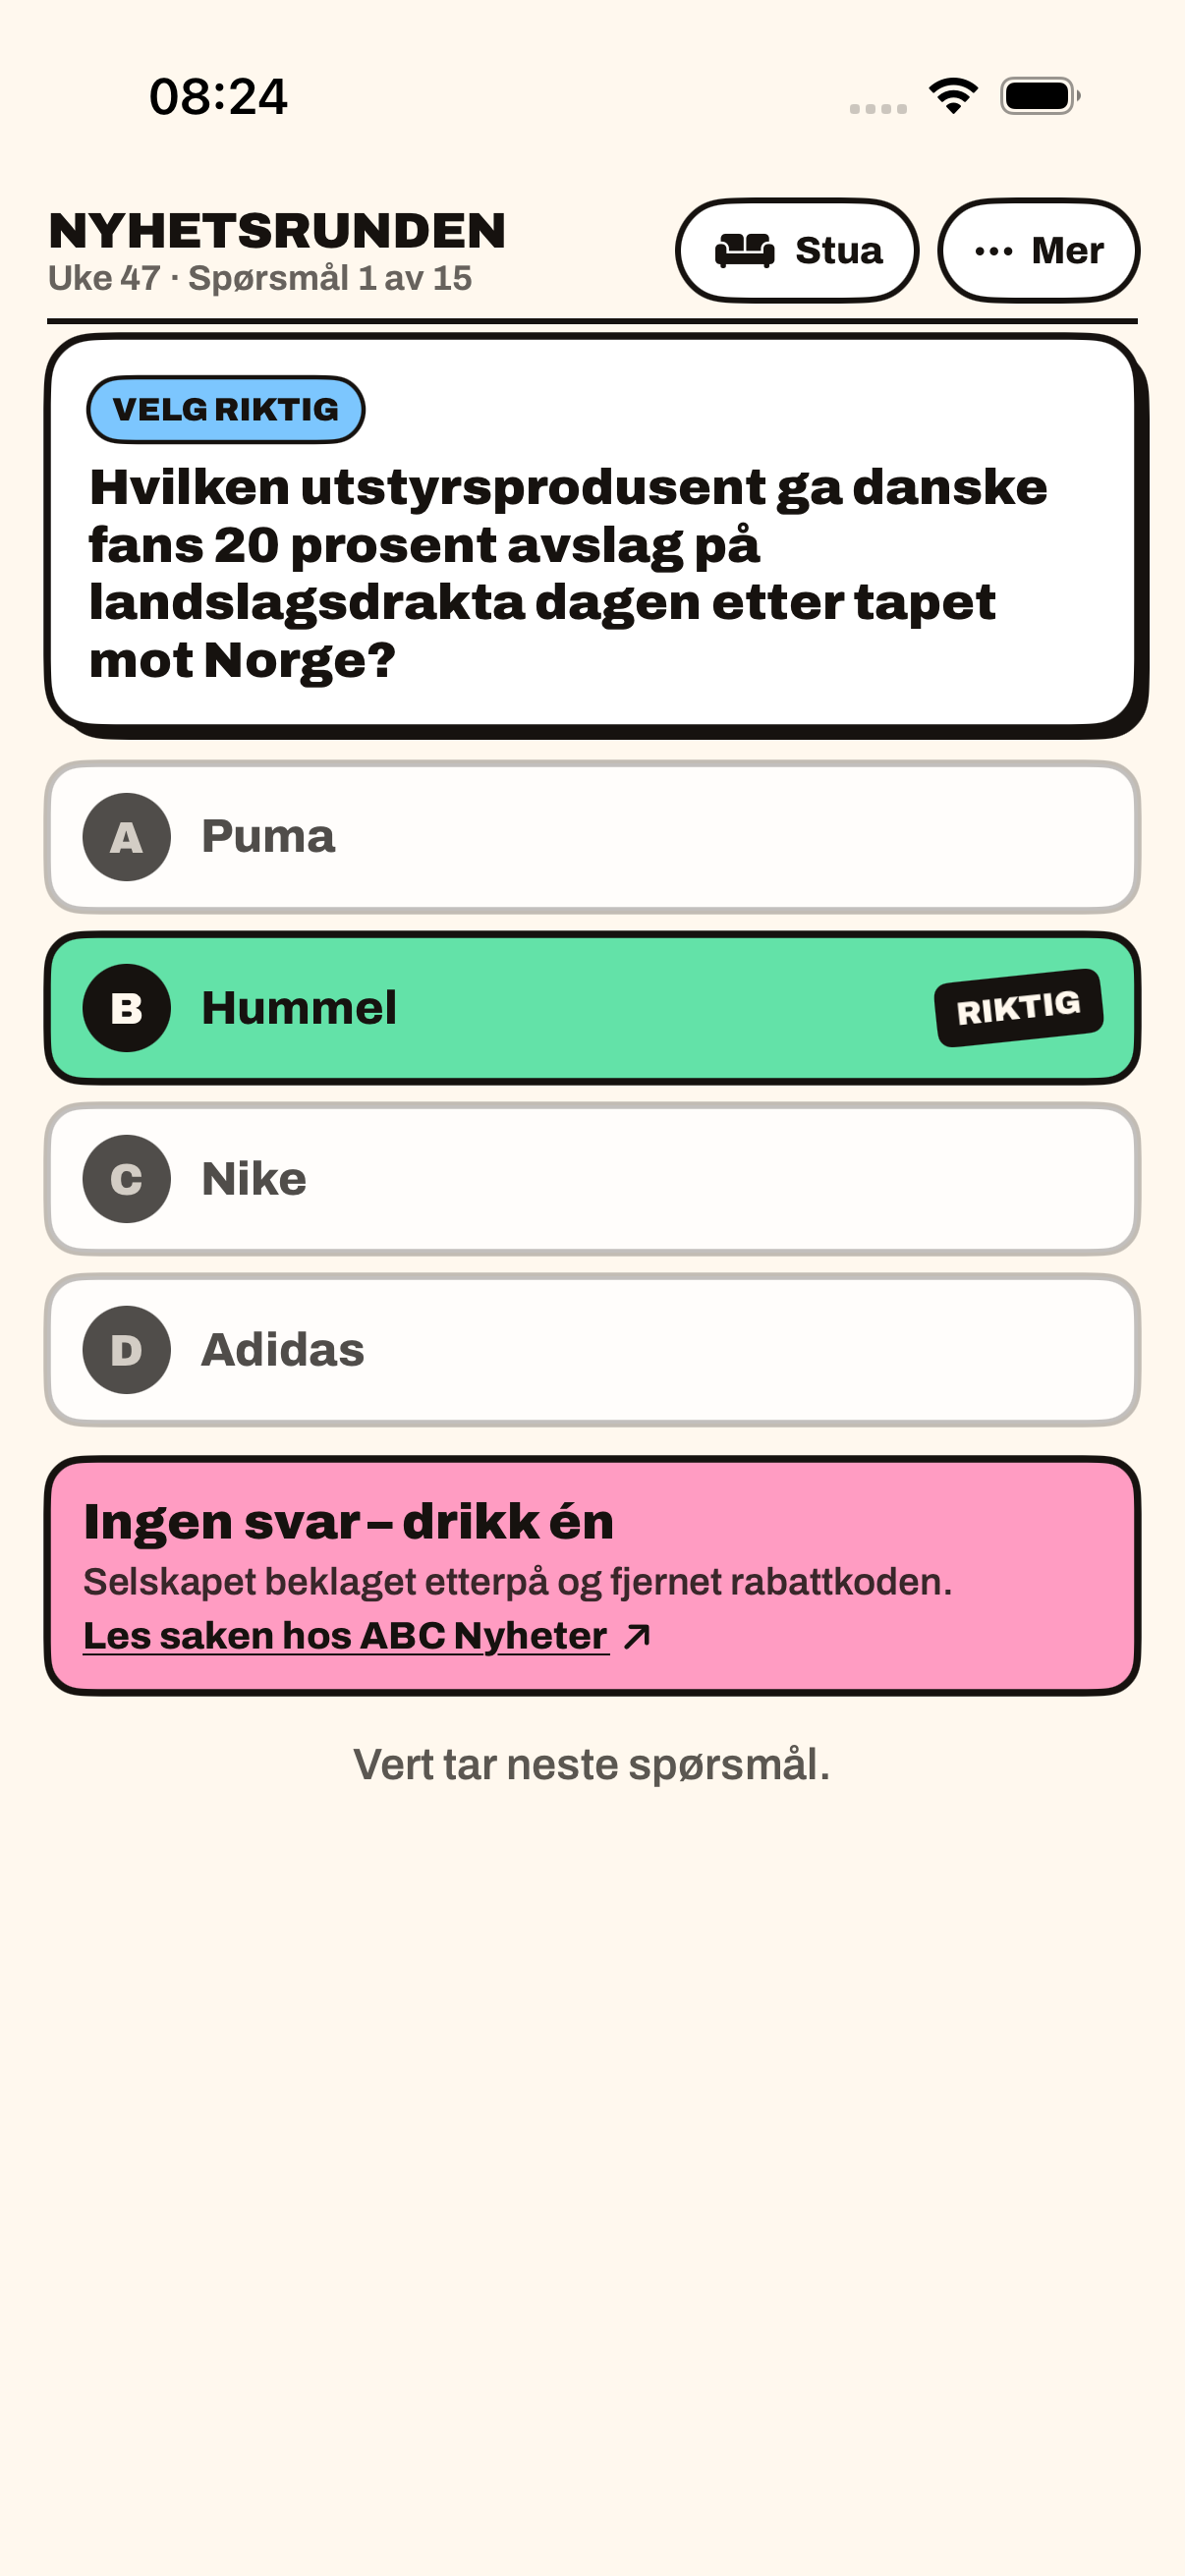 08:24
NYHETSRUNDEN
Uke 47 · Spørsmål 1 av 15
Stua
Mer
VELG RIKTIG
Hvilken utstyrsprodusent ga danske
fans 20 prosent avslag på
landslagsdrakta dagen etter tapet
mot Norge?
A Puma
B Hummel RIKTIG
C Nike
D Adidas
Ingen svar – drikk én
Selskapet beklaget etterpå og fjernet rabattkoden.
Les saken hos ABC Nyheter
Vert tar neste spørsmål.